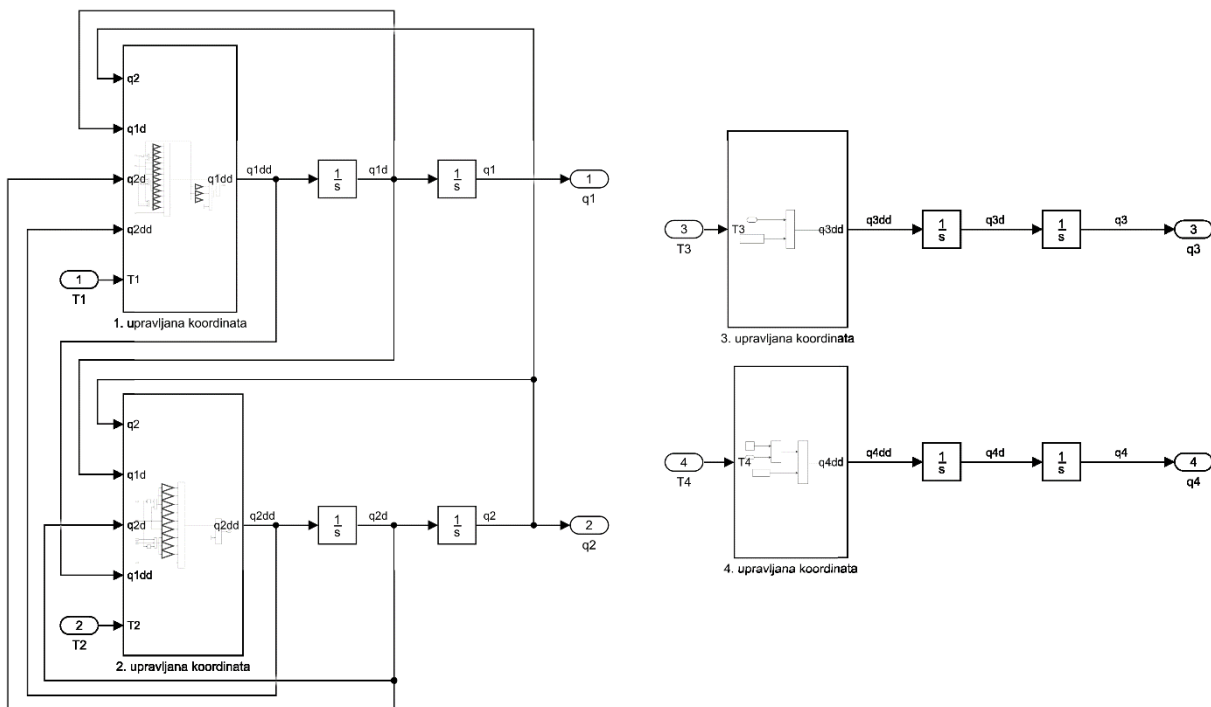 q2
q1d
q2d
q2dd
T1
1
T1
q1dd
q1dd
1
s
q1d
1
s
q1
1
q1
1. upravljana koordinata
q2
q1d
q2d
q1dd
T2
2
T2
q2dd
q2dd
1
s
q2d
1
s
q2
2
q2
2. upravljana koordinata
3
T3
T3
q3dd
q3dd
1
s
q3d
1
s
q3
3
q3
3. upravljana koordinata
4
T4
T4
q4dd
q4dd
1
s
q4d
1
s
q4
4
q4
4. upravljana koordinata